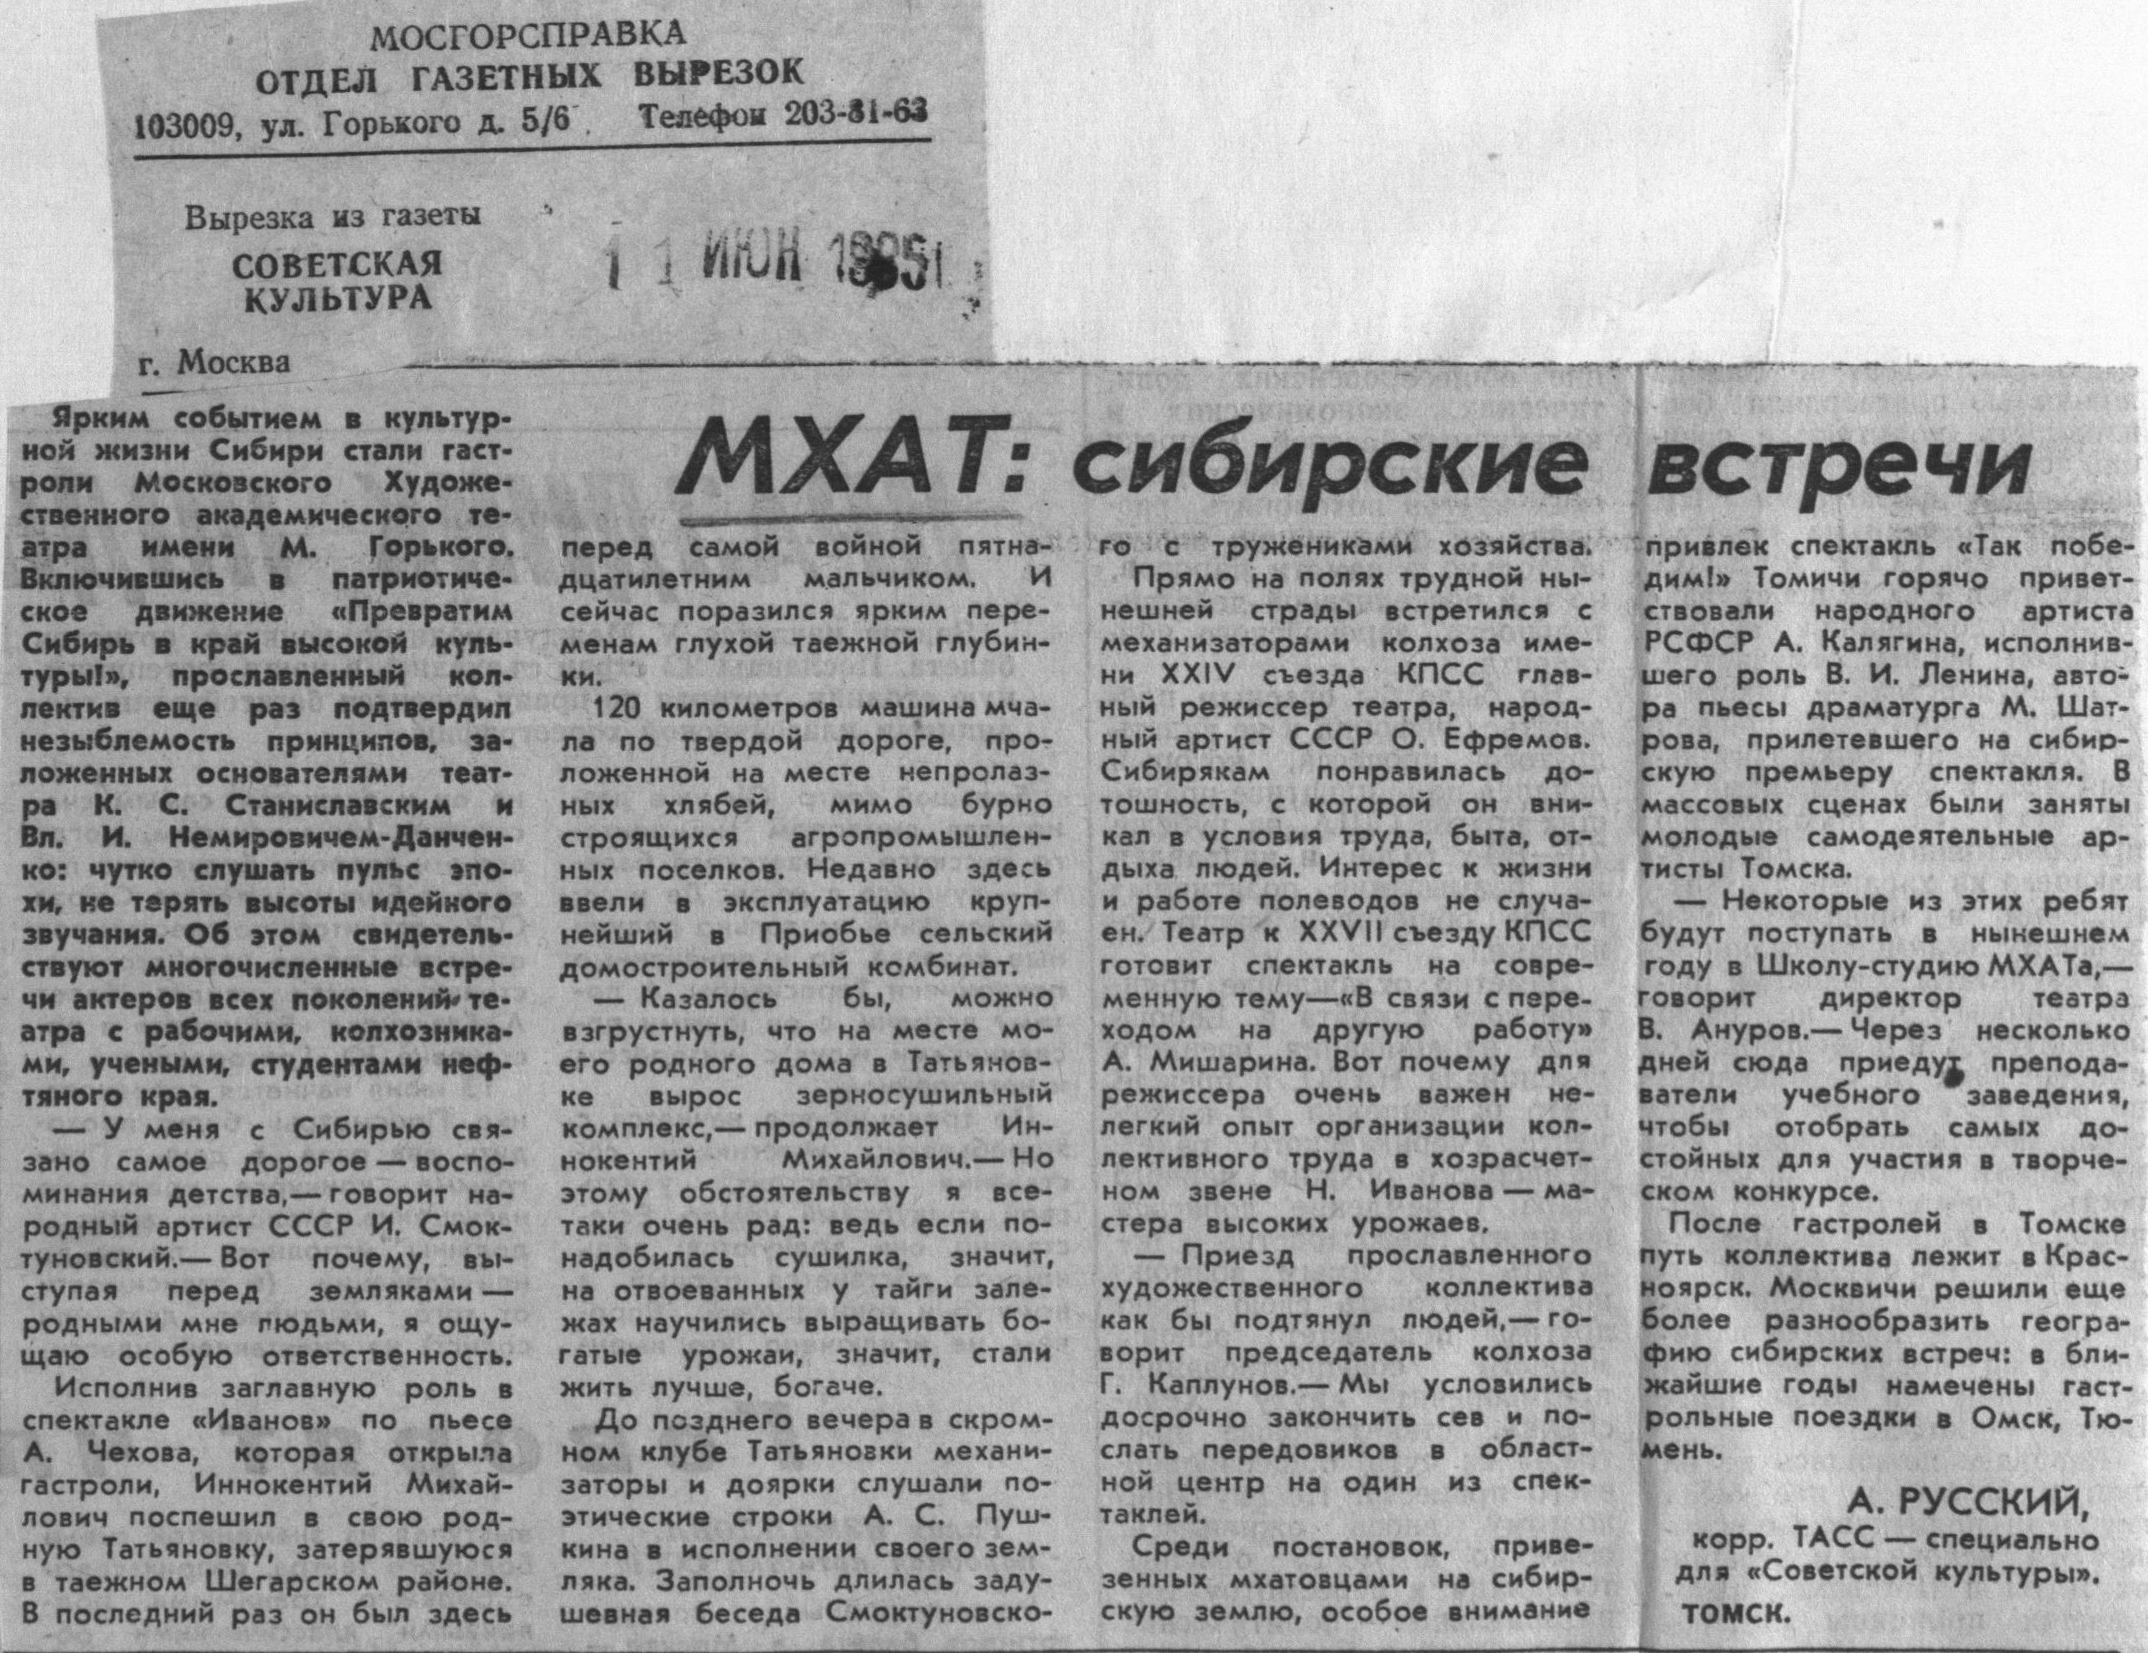 МОСГОРСПРАВКА
ОТДЕЛ ГАЗЕТНЫХ ВЫРЕЗОК
103009, ул. Горького д. 5/6 Телефон 203-81-63
Вырезка из газеты
СОВЕТСКАЯ
КУЛЬТУРА
11 ИЮН 1985
г. Москва
МХАТ: сибирские встречи
Ярким событием в культур-
ной жизни Сибири стали гаст-
роли Московского Художе-
ственного академического те-
атра имени М. Горького.
Включившись в патриотиче-
ское движение «Превратим
Сибирь в край высокой куль-
туры!», прославленный кол-
лектив еще раз подтвердил
незыблемость принципов, за-
ложенных основателями теат-
ра К. С. Станиславским и
Вл. И. Немировичем-Данчен-
ко: чутко слушать пульс эпо-
хи, не терять высоты идейного
звучания. Об этом свидетель-
ствуют многочисленные встре-
чи актеров всех поколений те-
атра с рабочими, колхозника-
ми, учеными, студентами неф-
тяного края.
— У меня с Сибирью свя-
зано самое дорогое — воспо-
минания детства,— говорит на-
родный артист СССР И. Смок-
туновский.— Вот почему, вы-
ступая перед земляками —
родными мне людьми, я ощу-
щаю особую ответственность.
Исполнив заглавную роль в
спектакле «Иванов» по пьесе
А. Чехова, которая открыла
гастроли, Иннокентий Михай-
лович поспешил в свою род-
ную Татьяновку, затерявшуюся
в таежном Шегарском районе.
В последний раз он был здесь
перед самой войной пятна-
дцатилетним мальчиком. И
сейчас поразился ярким пере-
менам глухой таежной глубин-
ки.
120 километров машина мча-
ла по твердой дороге, про-
ложенной на месте непролаз-
ных хлябей, мимо бурно
строящихся агропромышлен-
ных поселков. Недавно здесь
ввели в эксплуатацию круп-
нейший в Приобье сельский
домостроительный комбинат.
— Казалось бы, можно
взгрустнуть, что на месте мо-
его родного дома в Татьянов-
ке вырос зерносушильный
комплекс,— продолжает Ин-
нокентий Михайлович.— Но
этому обстоятельству я все-
таки очень рад: ведь если по-
надобилась сушилка, значит,
на отвоеванных у тайги зале-
жах научились выращивать бо-
гатые урожаи, значит, стали
жить лучше, богаче.
До позднего вечера в скром-
ном клубе Татьяновки механи-
заторы и доярки слушали по-
этические строки А. С. Пуш-
кина в исполнении своего зем-
ляка. Заполночь длилась заду-
шевная беседа Смоктуновско-
го с тружениками хозяйства.
Прямо на полях трудной ны-
нешней страды встретился с
механизаторами колхоза име-
ни XXIV съезда КПСС глав-
ный режиссер театра, народ-
ный артист СССР О. Ефремов.
Сибирякам понравилась до-
тошность, с которой он вни-
кал в условия труда, быта, от-
дыха людей. Интерес к жизни
и работе полеводов не случа-
ен. Театр к XXVII съезду КПСС
готовит спектакль на совре-
менную тему—«В связи с пере-
ходом на другую работу»
А. Мишарина. Вот почему для
режиссера очень важен не-
легкий опыт организации кол-
лективного труда в хозрасчет-
ном звене Н. Иванова — ма-
стера высоких урожаев.
— Приезд прославленного
художественного коллектива
как бы подтянул людей,— го-
ворит председатель колхоза
Г. Каплунов.— Мы условились
досрочно закончить сев и по-
слать передовиков в област-
ной центр на один из спек-
таклей.
Среди постановок, приве-
зенных мхатовцами на сибир-
скую землю, особое внимание
привлек спектакль «Так побе-
дим!» Томичи горячо привет-
ствовали народного артиста
РСФСР А. Калягина, исполнив-
шего роль В. И. Ленина, авто-
ра пьесы драматурга М. Шат-
рова, прилетевшего на сибир-
скую премьеру спектакля. В
массовых сценах были заняты
молодые самодеятельные ар-
тисты Томска.
— Некоторые из этих ребят
будут поступать в нынешнем
году в Школу-студию МХАТа,—
говорит директор театра
В. Ануров.— Через несколько
дней сюда приедут препода-
ватели учебного заведения,
чтобы отобрать самых до-
стойных для участия в творче-
ском конкурсе.
После гастролей в Томске
путь коллектива лежит в Крас-
ноярск. Москвичи решили еще
более разнообразить геогра-
фию сибирских встреч: в бли-
жайшие годы намечены гаст-
рольные поездки в Омск, Тю-
мень.
А. РУССКИЙ,
корр. ТАСС — специально
для «Советской культуры».
ТОМСК.